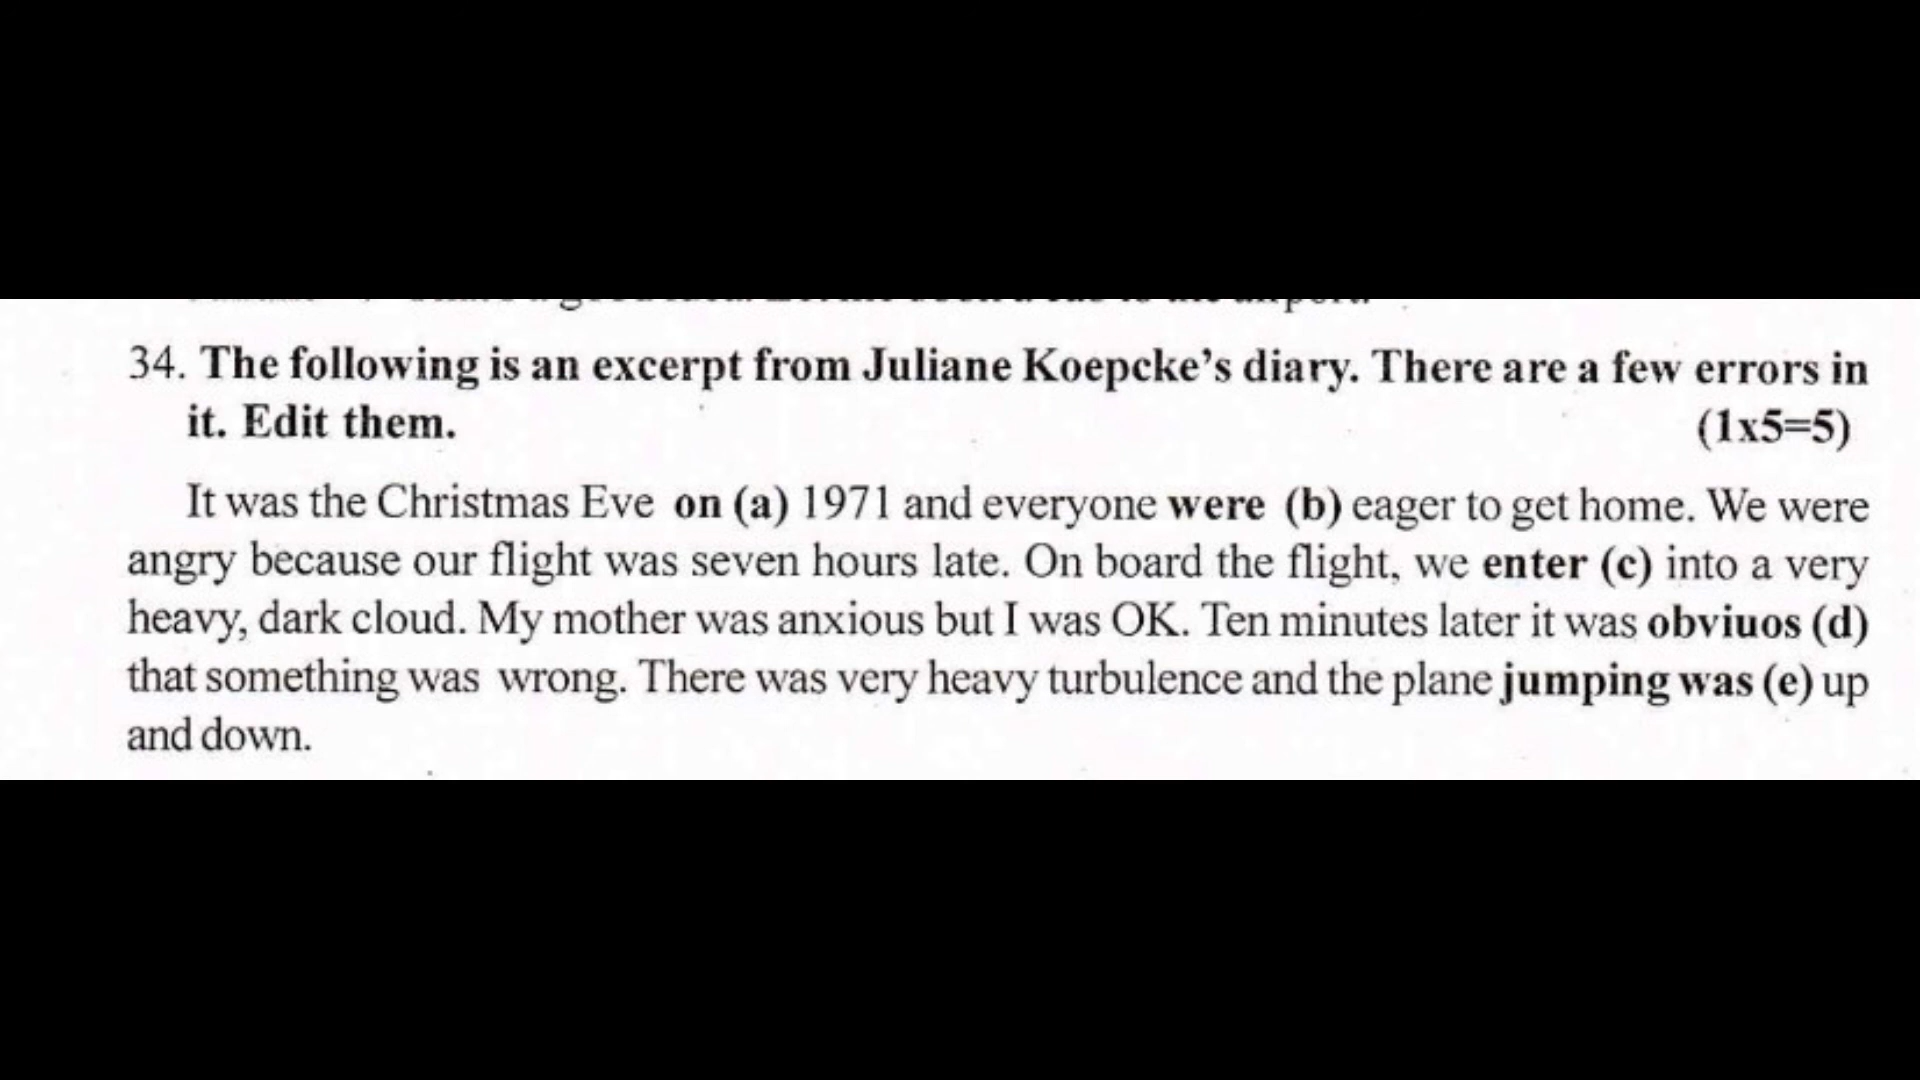 34. The following is an excerpt from Juliane Koepcke’s diary. There are a few errors in
it. Edit them. (1x5=5)
It was the Christmas Eve on (a) 1971 and everyone were (b) eager to get home. We were
angry because our flight was seven hours late. On board the flight, we enter (c) into a very
heavy, dark cloud. My mother was anxious but I was OK. Ten minutes later it was obviuos (d)
that something was wrong. There was very heavy turbulence and the plane jumping was (e) up
and down.